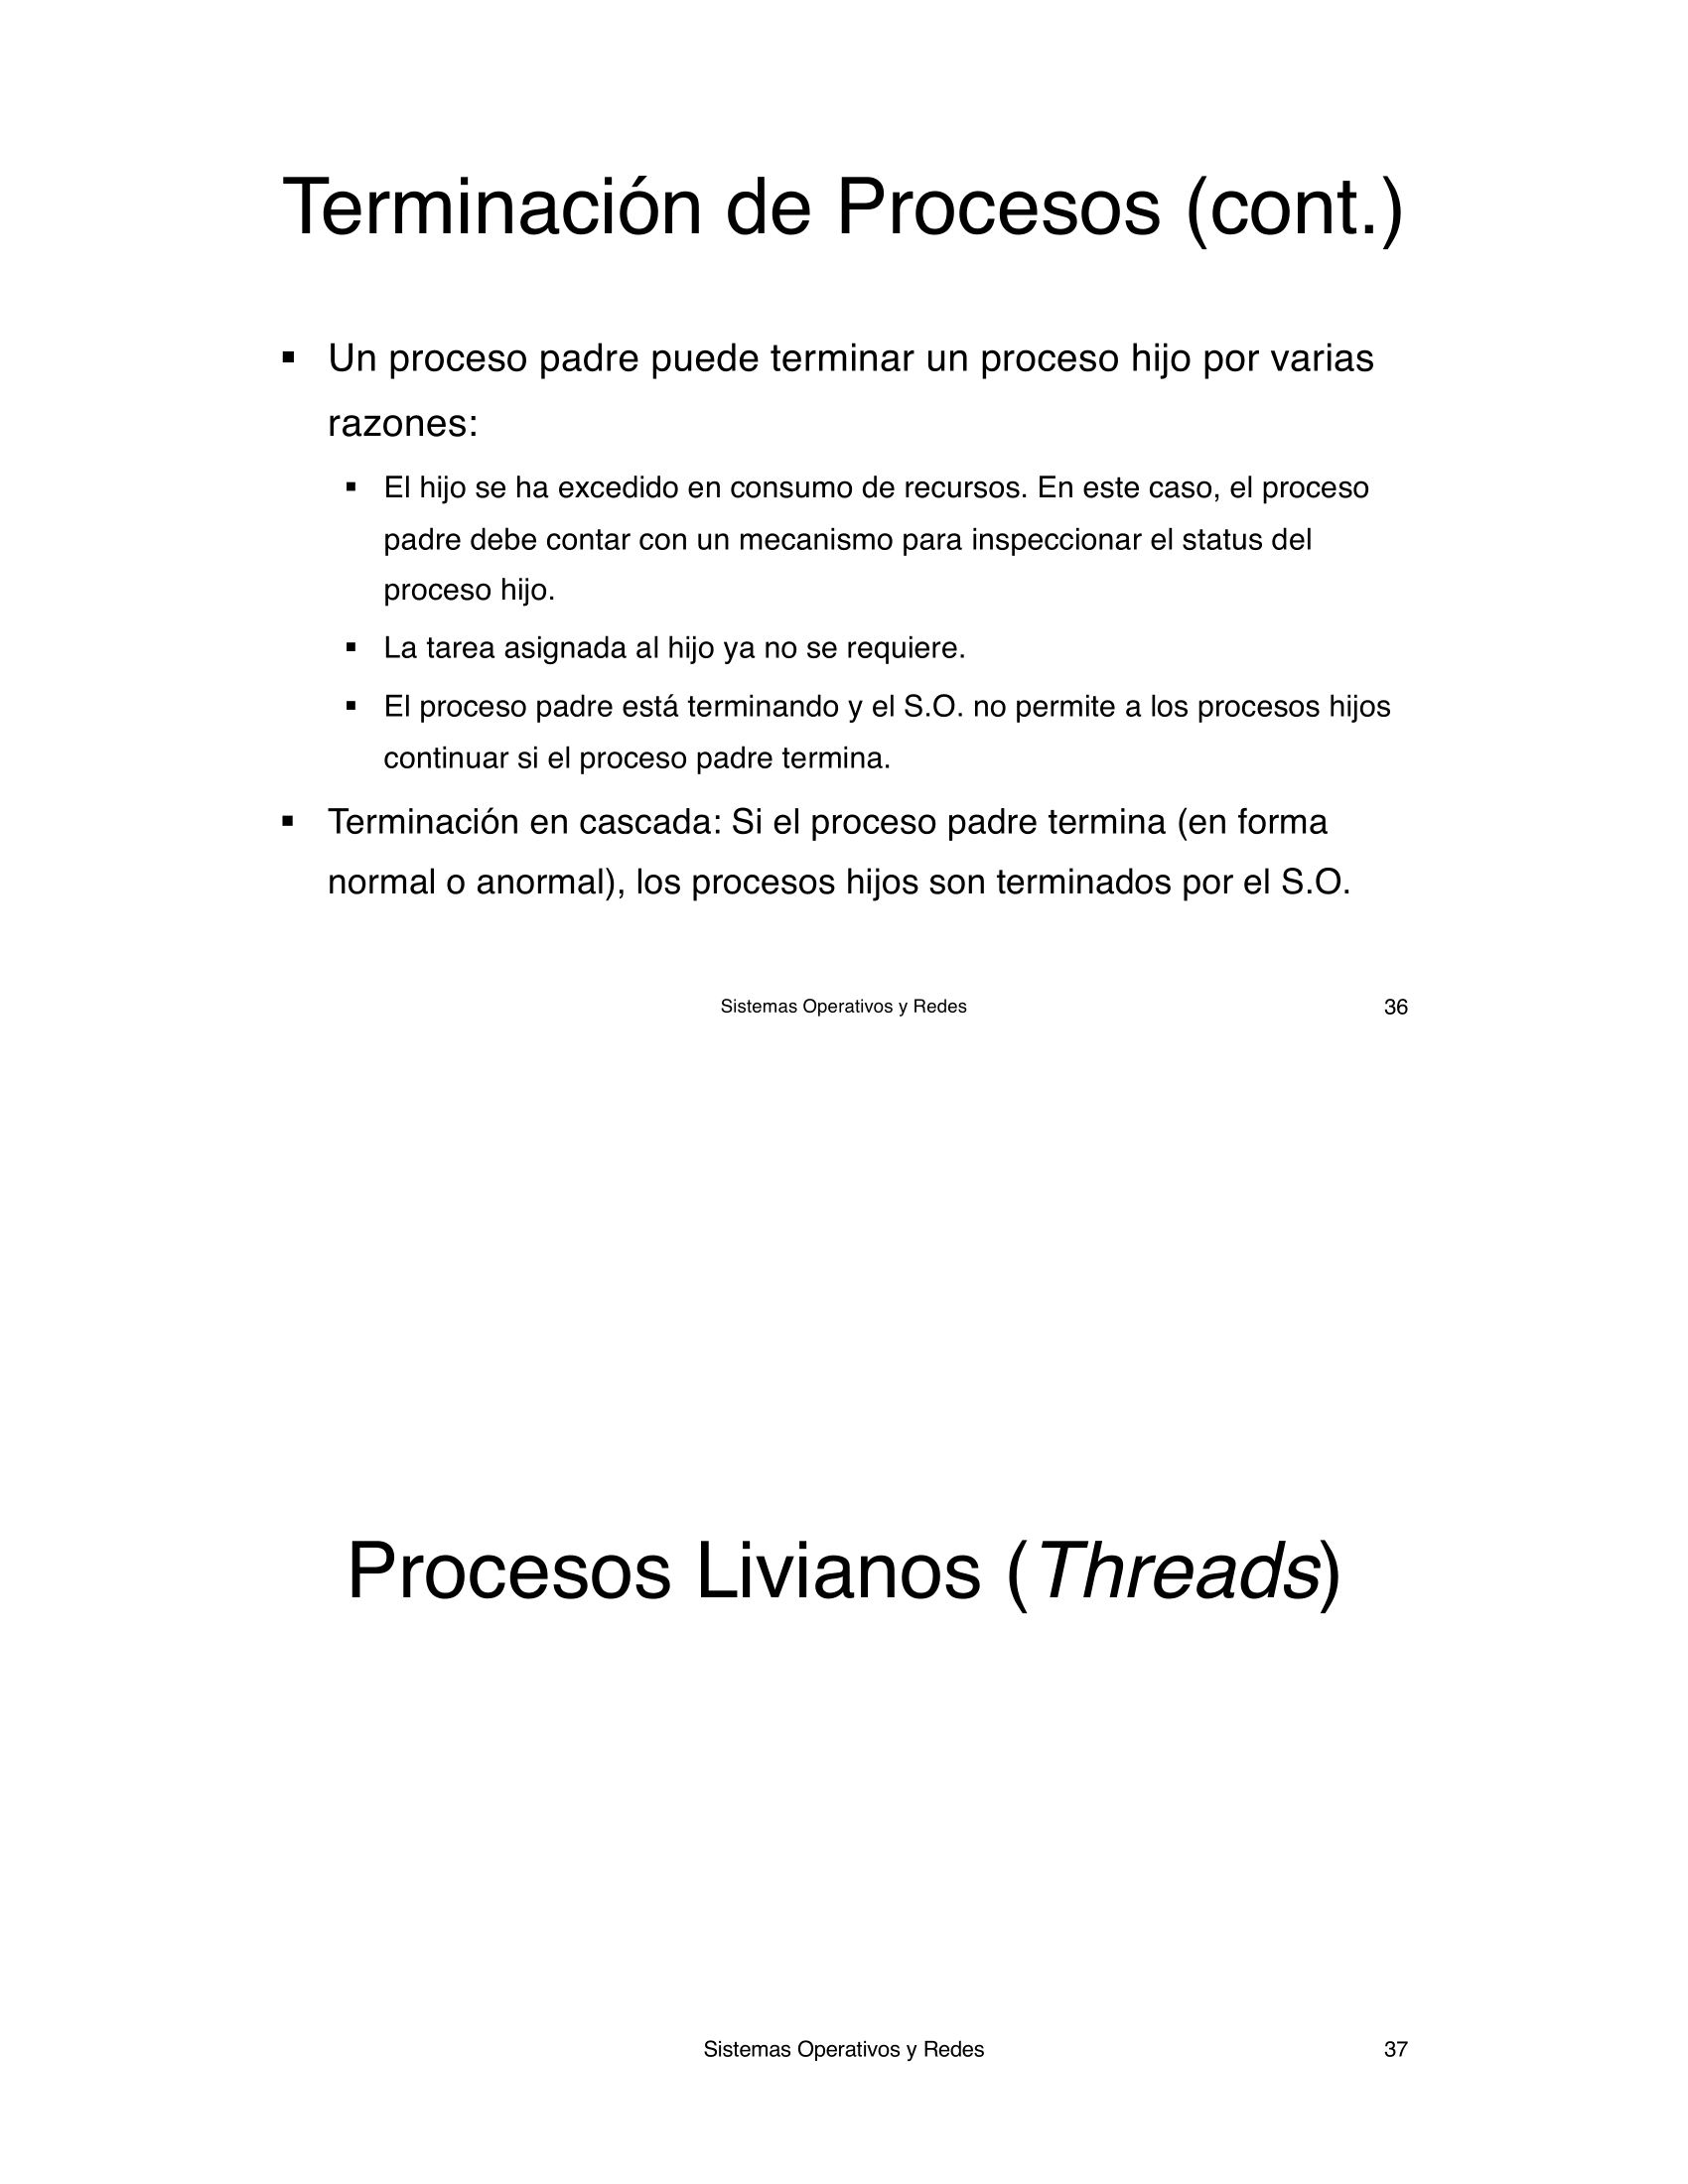 Terminación de Procesos (cont.)
▪ Un proceso padre puede terminar un proceso hijo por varias
razones:
▪ El hijo se ha excedido en consumo de recursos. En este caso, el proceso
padre debe contar con un mecanismo para inspeccionar el status del
proceso hijo.
▪ La tarea asignada al hijo ya no se requiere.
▪ El proceso padre está terminando y el S.O. no permite a los procesos hijos
continuar si el proceso padre termina.
▪ Terminación en cascada: Si el proceso padre termina (en forma
normal o anormal), los procesos hijos son terminados por el S.O.
Sistemas Operativos y Redes 36
Procesos Livianos (Threads)
Sistemas Operativos y Redes 37